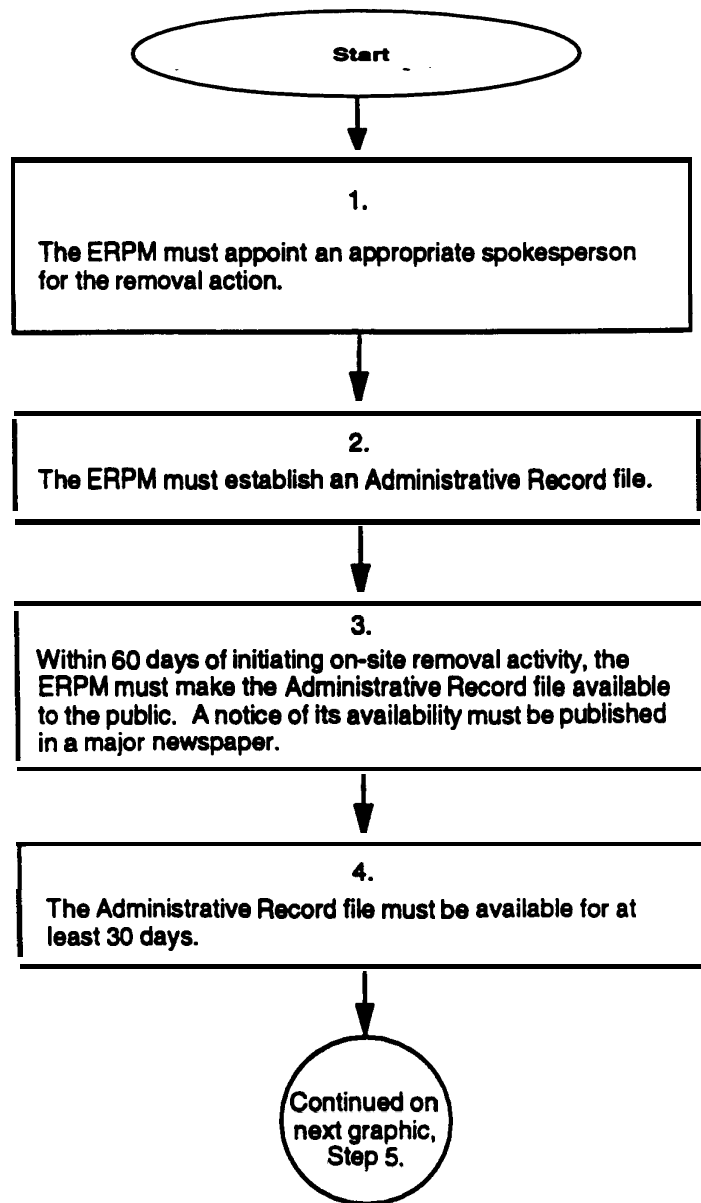 Start
1.
The ERPM must appoint an appropriate spokesperson
for the removal action.
2.
The ERPM must establish an Administrative Record file.
3.
Within 60 days of initiating on-site removal activity, the
ERPM must make the Administrative Record file available
to the public. A notice of its availability must be published
in a major newspaper.
4.
The Administrative Record file must be available for at
least 30 days.
Continued on
next graphic,
Step 5.